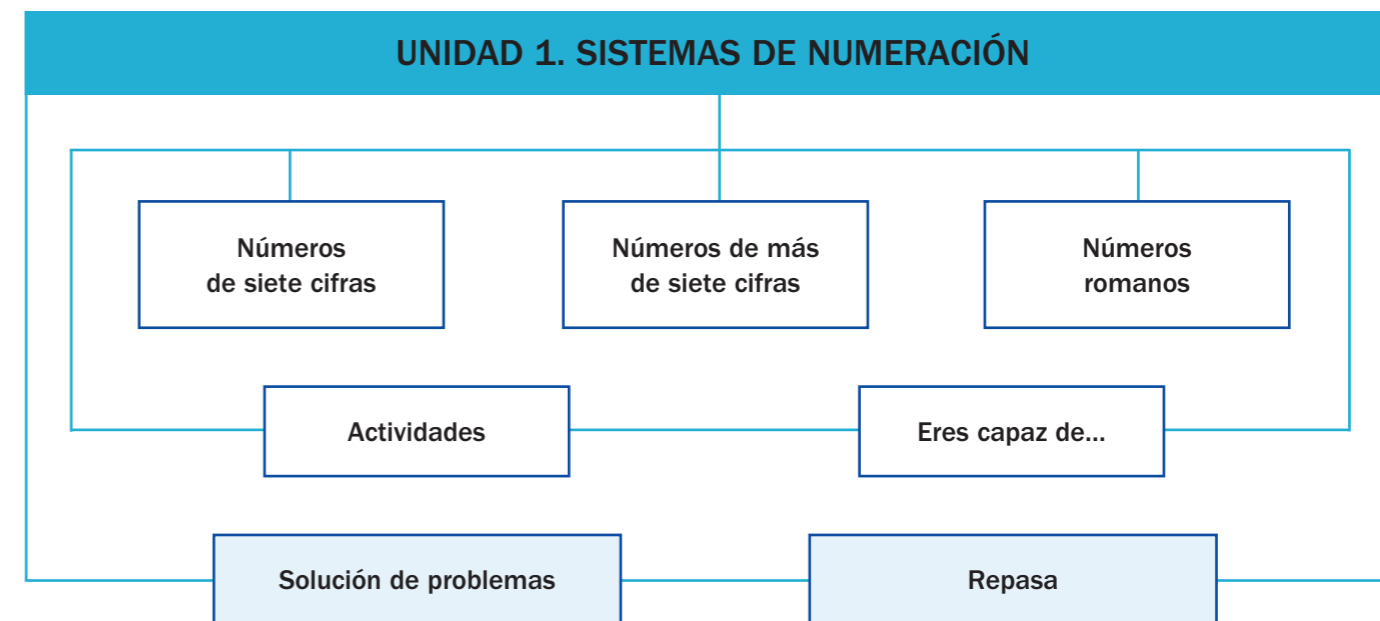 UNIDAD 1. SISTEMAS DE NUMERACIÓN
Números
de siete cifras
Números de más
de siete cifras
Números
romanos
Actividades
Eres capaz de...
Solución de problemas
Repasa